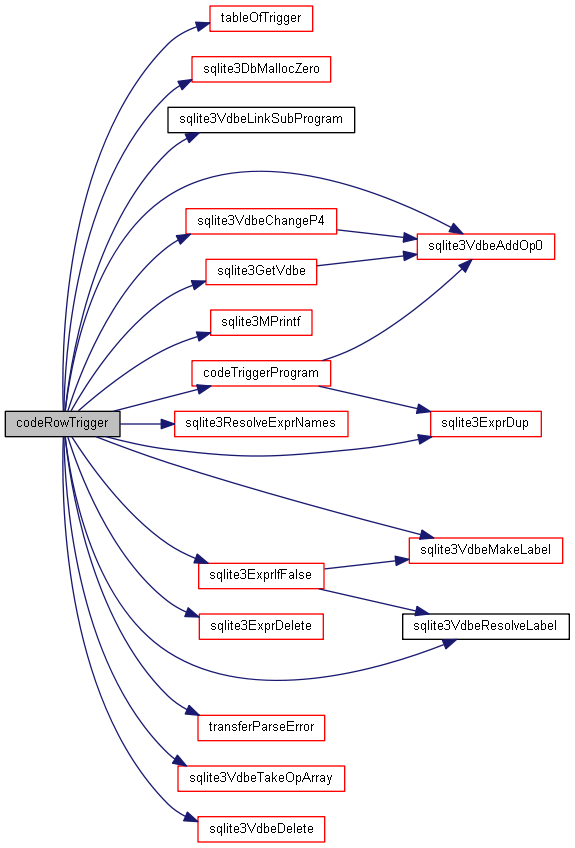 tableOfTrigger
sqlite3DbMallocZero
sqlite3VdbeLinkSubProgram
sqlite3VdbeChangeP4
sqlite3VdbeAddOp0
sqlite3GetVdbe
sqlite3MPrintf
codeTriggerProgram
codeRowTrigger
sqlite3ResolveExprNames
sqlite3ExprDup
sqlite3VdbeMakeLabel
sqlite3ExprIfFalse
sqlite3ExprDelete
sqlite3VdbeResolveLabel
transferParseError
sqlite3VdbeTakeOpArray
sqlite3VdbeDelete